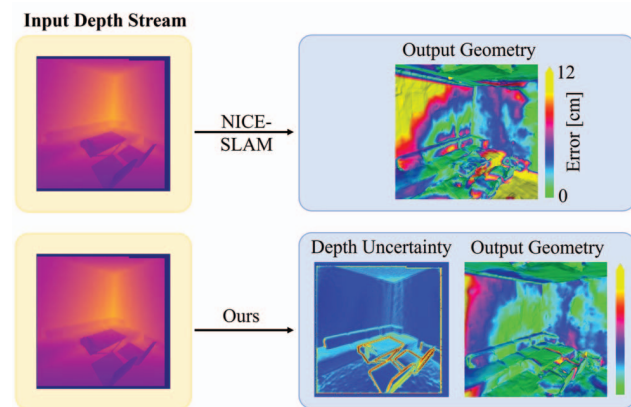 Input Depth Stream
Output Geometry
NICE-
SLAM
12
Error [cm]
0
Depth Uncertainty
Output Geometry
Ours